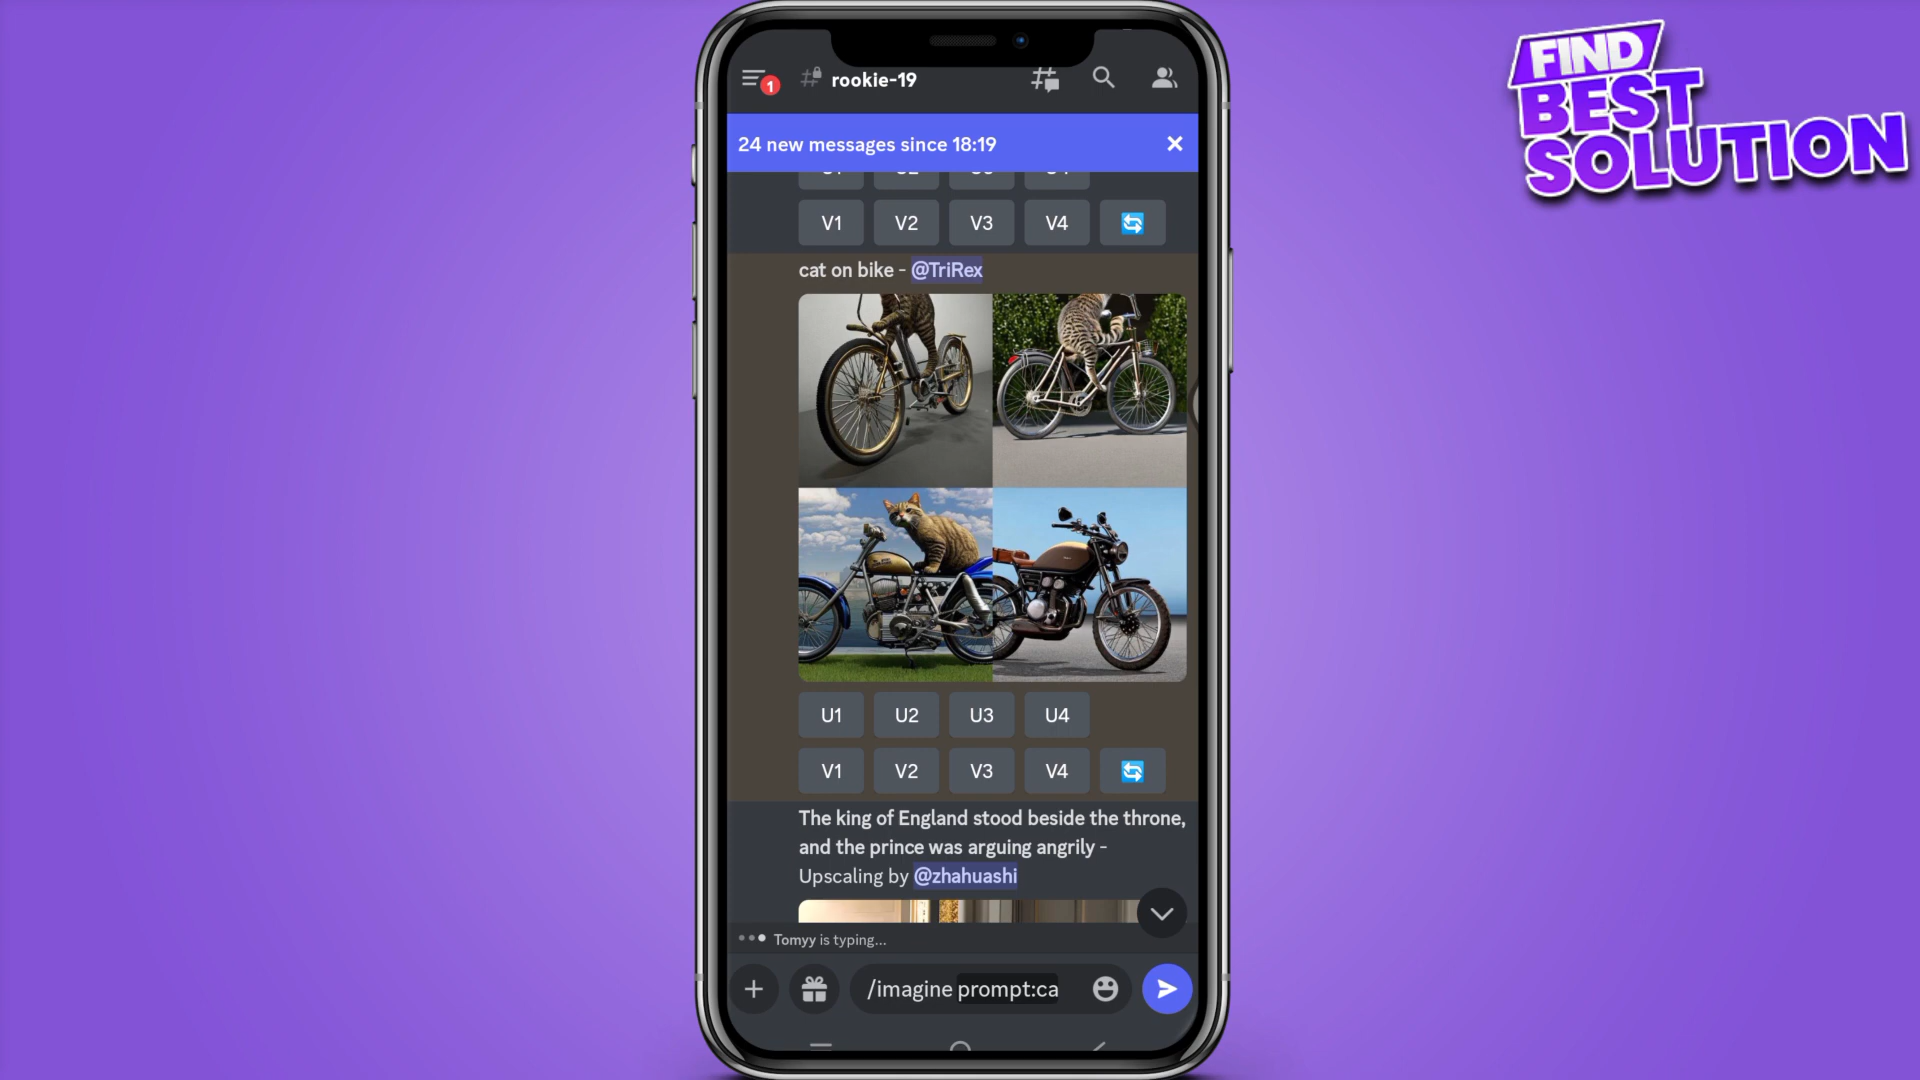 FIND
BEST
SOLUTION
1
rookie-19
24 new messages since 18:19
V1 V2 V3 V4
cat on bike - @TriRex
U1 U2 U3 U4
V1 V2 V3 V4
The king of England stood beside the throne,
and the prince was arguing angrily -
Upscaling by @zhahuashi
Tomyy is typing...
/imagine prompt:ca